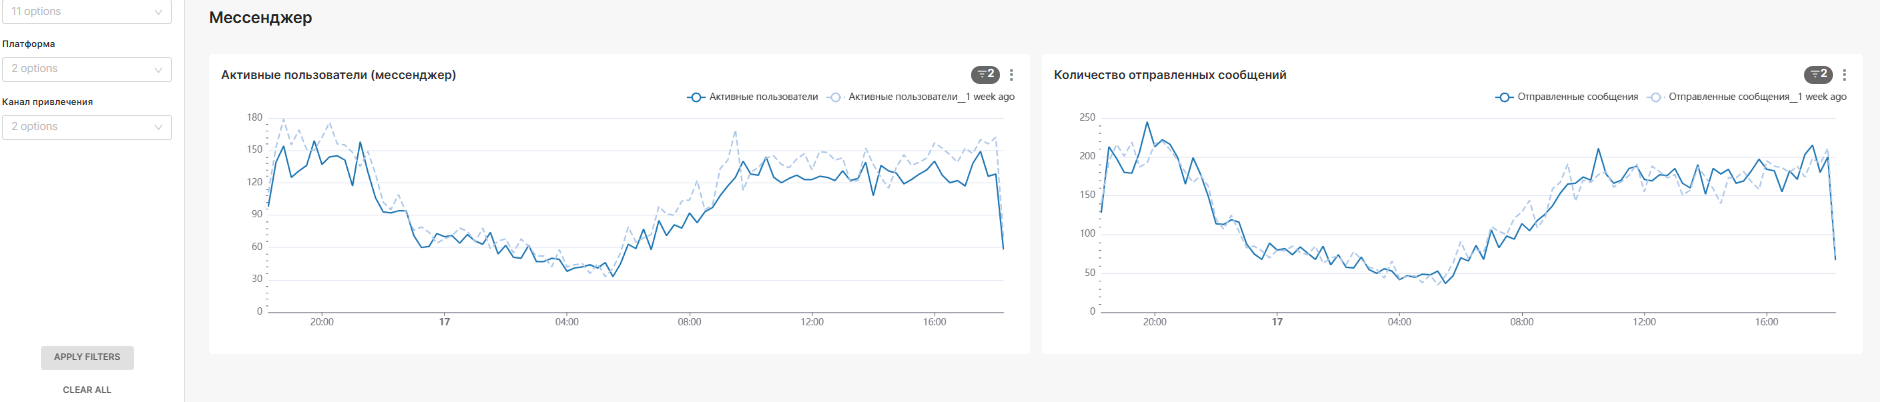 11 options
Платформа
2 options
Канал привлечения
2 options
APPLY FILTERS
CLEAR ALL
Мессенджер
Активные пользователи (мессенджер)
2
Активные пользователи
Активные пользователи__1 week ago
180
150
120
90
60
30
0
20:00
17
04:00
08:00
12:00
16:00
Количество отправленных сообщений
2
Отправленные сообщения
Отправленные сообщения__1 week ago
250
200
150
100
50
0
20:00
17
04:00
08:00
12:00
16:00